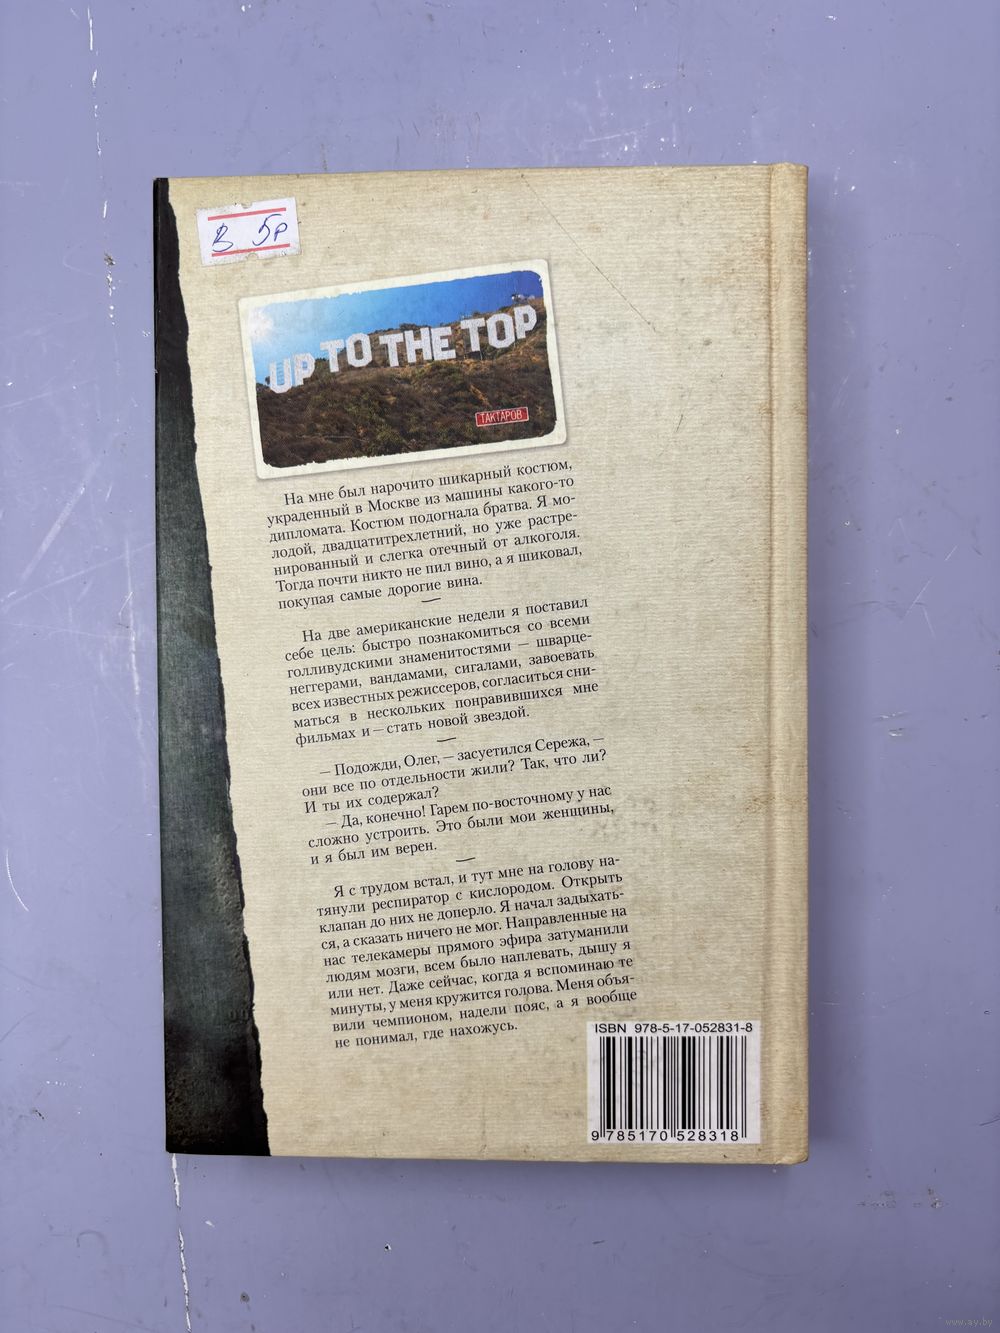 В 5р
UP TO THE TOP
ТАКТАРОВ
На мне был нарочито шикарный костюм,
украденный в Москве из машины какого-то
дипломата. Костюм подогнала братва. Я мо-
лодой, двадцатитрехлетний, но уже растре-
нированный и слегка отечный от алкоголя.
Тогда почти никто не пил вино, а я шиковал,
покупая самые дорогие вина.
—
На две американские недели я поставил
себе цель: быстро познакомиться со всеми
голливудскими знаменитостями — шварце-
неггерами, вандамами, сигалами, завоевать
всех известных режиссеров, согласиться сни-
маться в нескольких понравившихся мне
фильмах и — стать новой звездой.
—
— Подожди, Олег, — засуетился Сережа, —
они все по отдельности жили? Так, что ли?
И ты их содержал?
— Да, конечно! Гарем по-восточному у нас
сложно устроить. Это были мои женщины,
и я был им верен.
—
Я с трудом встал, и тут мне на голову на-
тянули респиратор с кислородом. Открыть
клапан до них не доперло. Я начал задыхать-
ся, а сказать ничего не мог. Направленные на
нас телекамеры прямого эфира затуманили
людям мозги, всем было наплевать, дышу я
или нет. Даже сейчас, когда я вспоминаю те
минуты, у меня кружится голова. Меня объя-
вили чемпионом, надели пояс, а я вообще
не понимал, где нахожусь.
ISBN 978-5-17-052831-8
9 785170 528318
www.ay.by